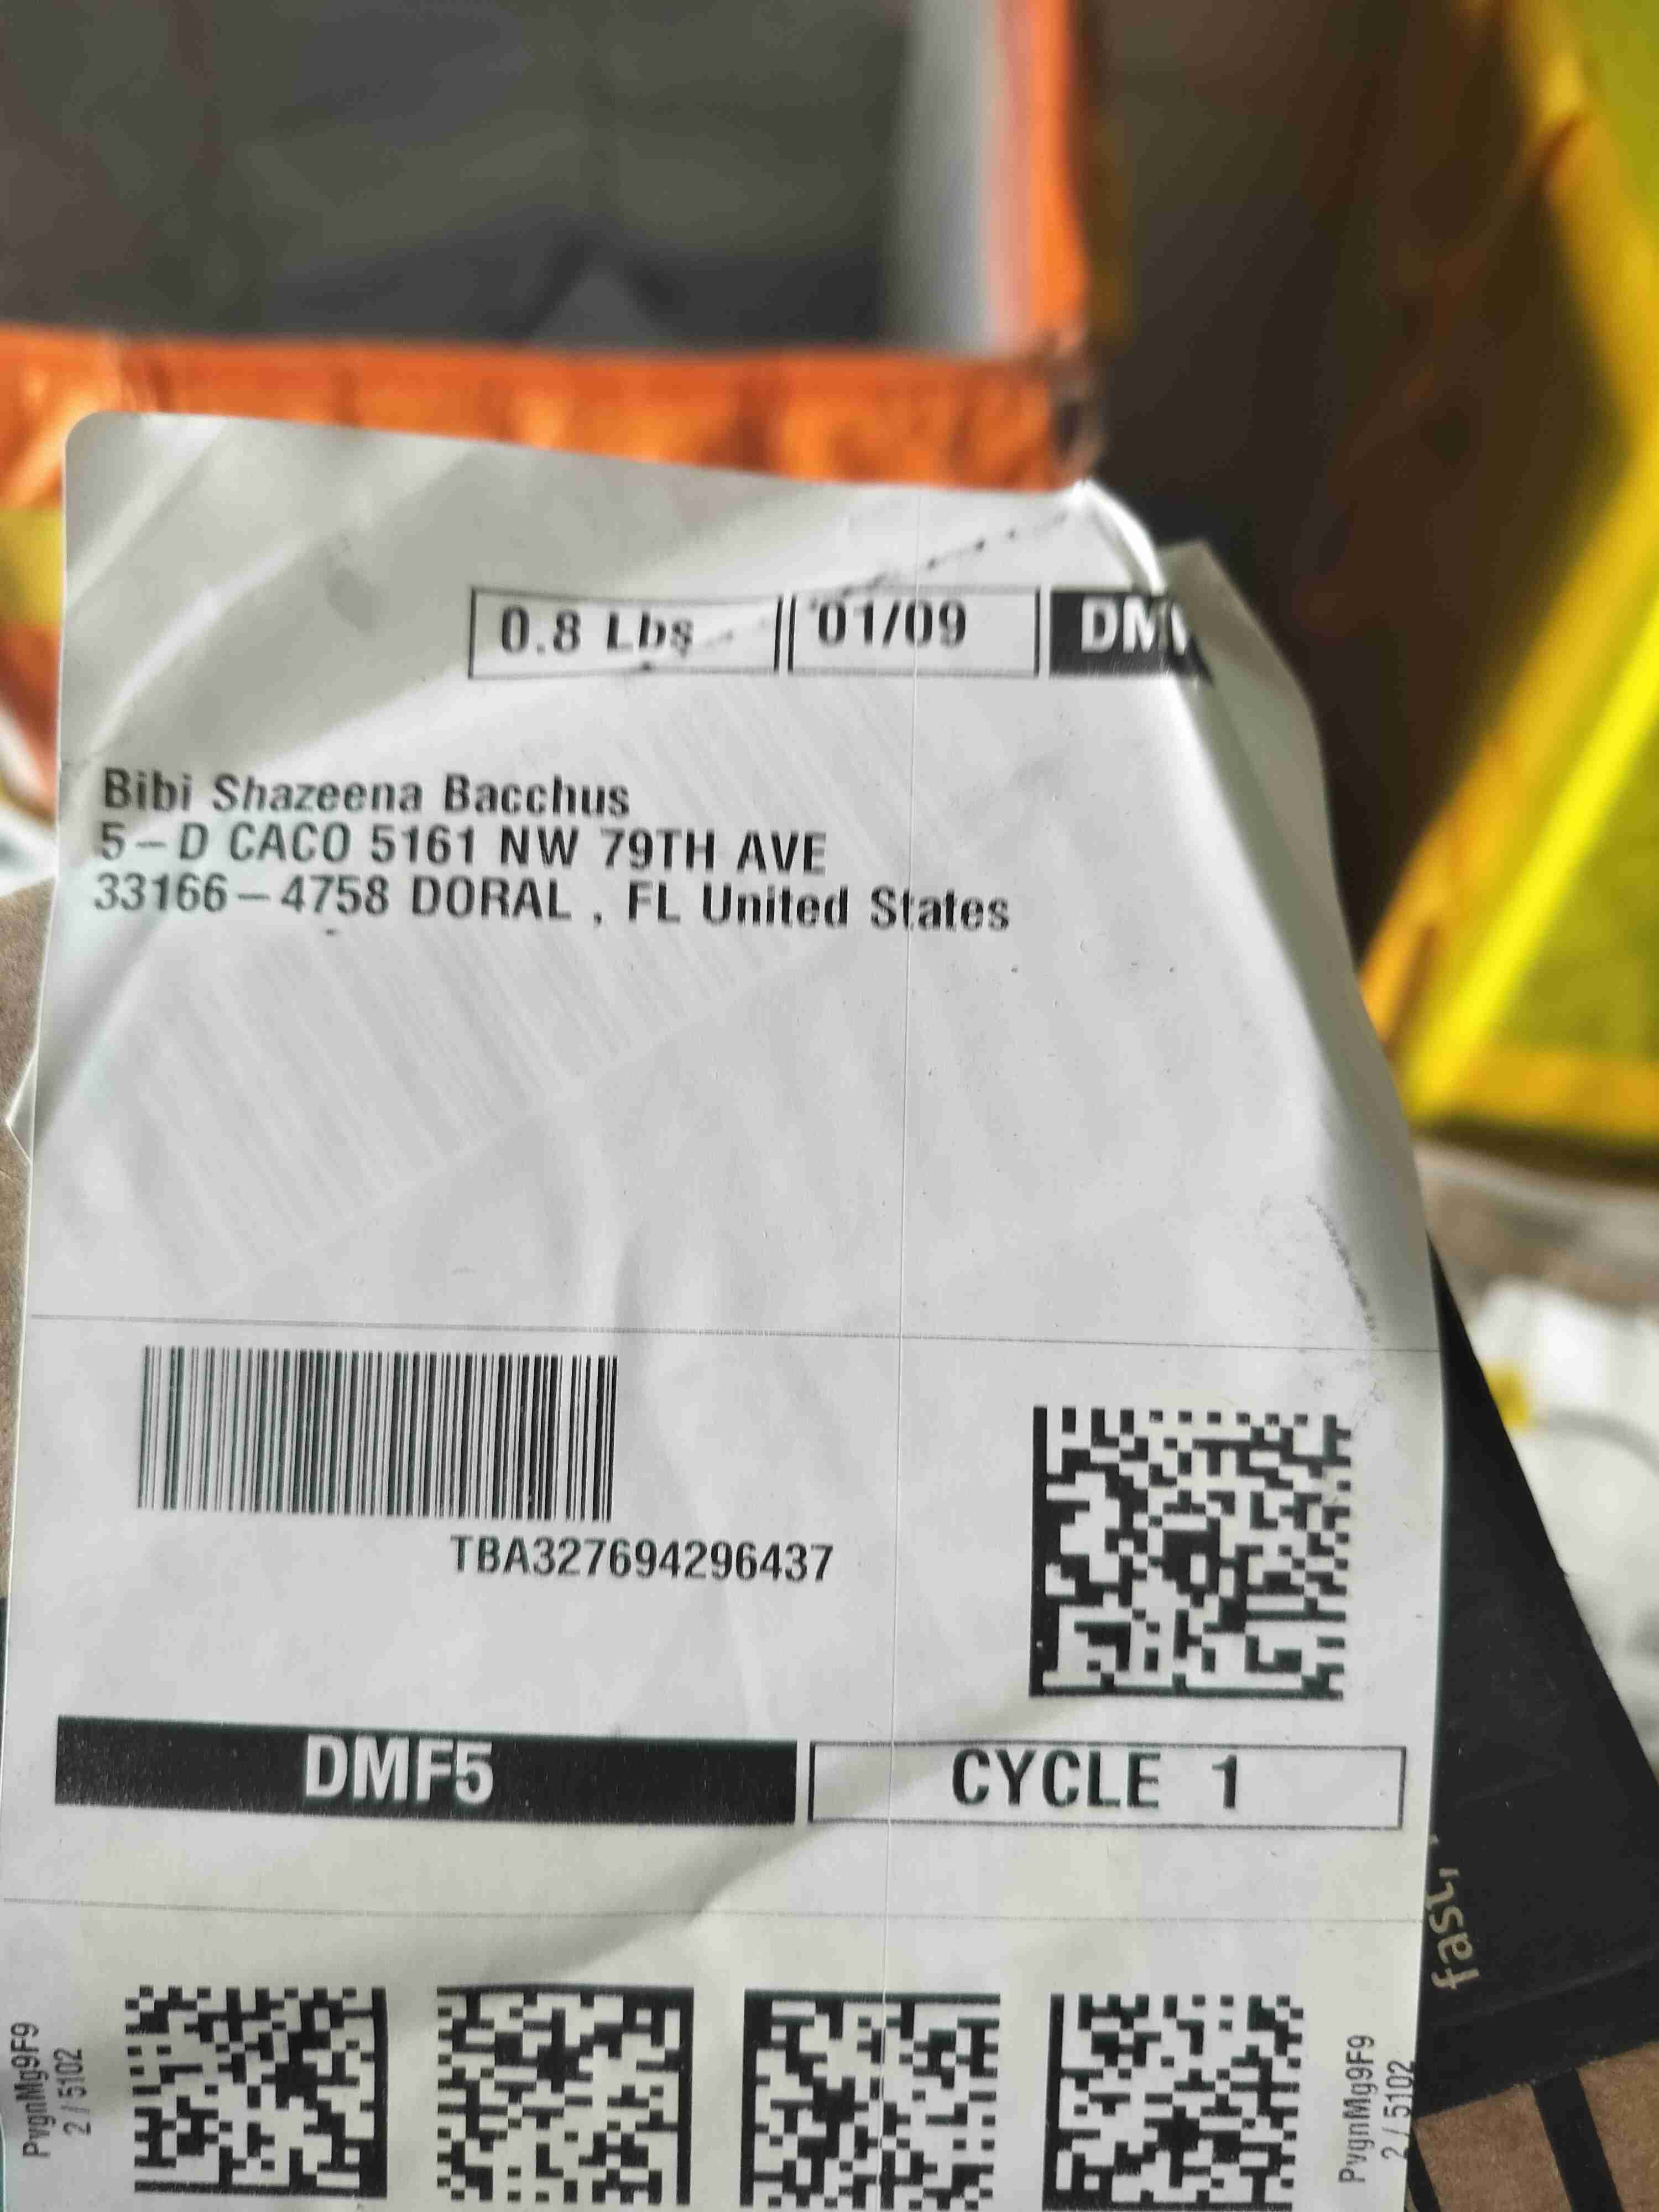 0.8 Lbs 01/09
Bibi Shazeena Bacchus
5-D CACO 5161 NW 79TH AVE
33166-4758 DORAL , FL United States
TBA327694296437
DMF5 CYCLE 1
fast,
PvgnMg9F9
2 / 5102
PvgnMg9F9
2 / 5102